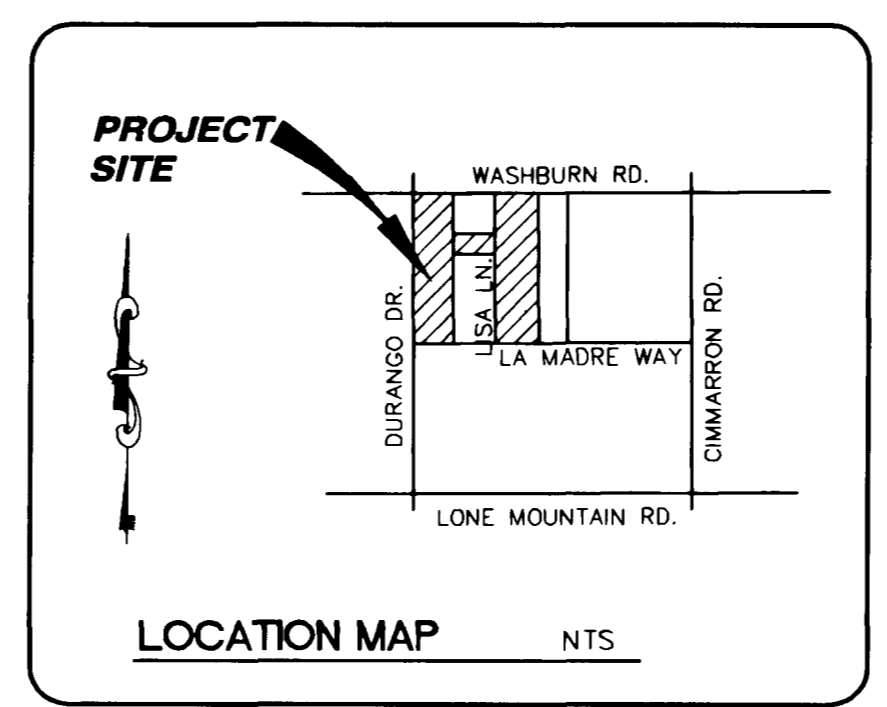 PROJECT
SITE
WASHBURN RD.
DURANGO DR.
LISA LN.
CIMMARRON RD.
LA MADRE WAY
LONE MOUNTAIN RD.
LOCATION MAP
NTS